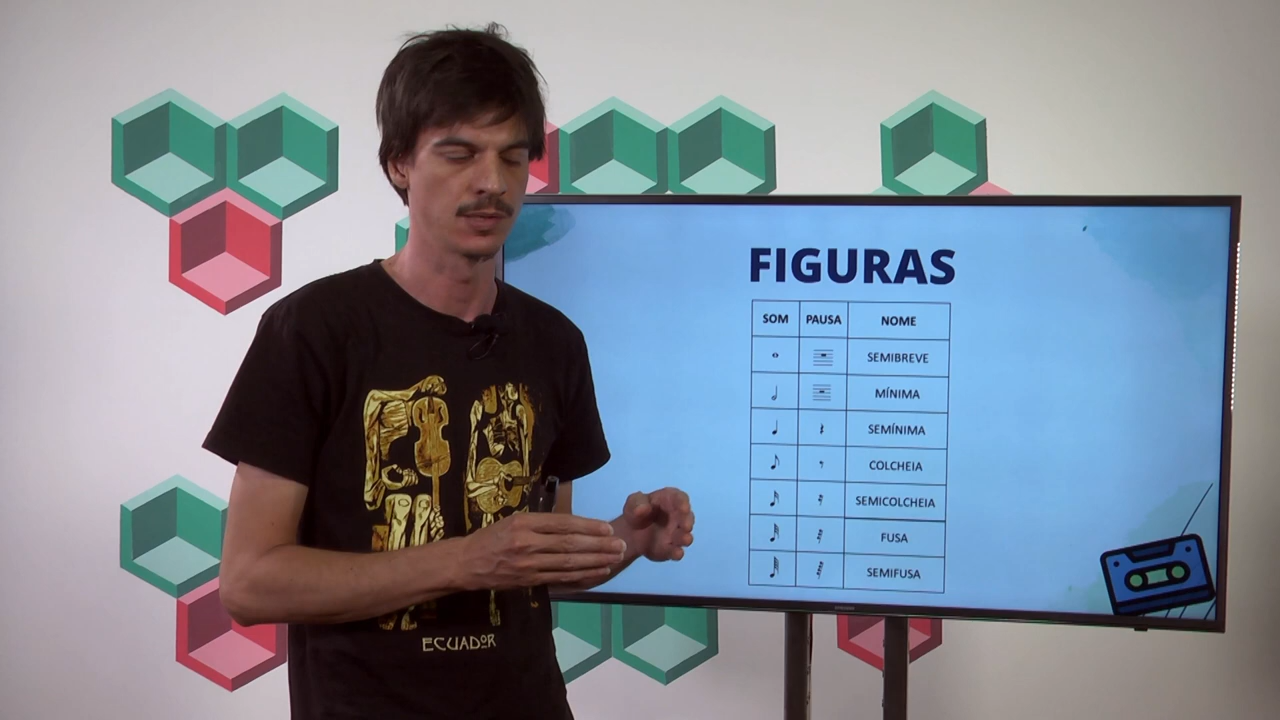 FIGURAS
SOM PAUSA NOME
SEMIBREVE
MÍNIMA
SEMÍNIMA
COLCHEIA
SEMICOLCHEIA
FUSA
SEMIFUSA
ECUADOR